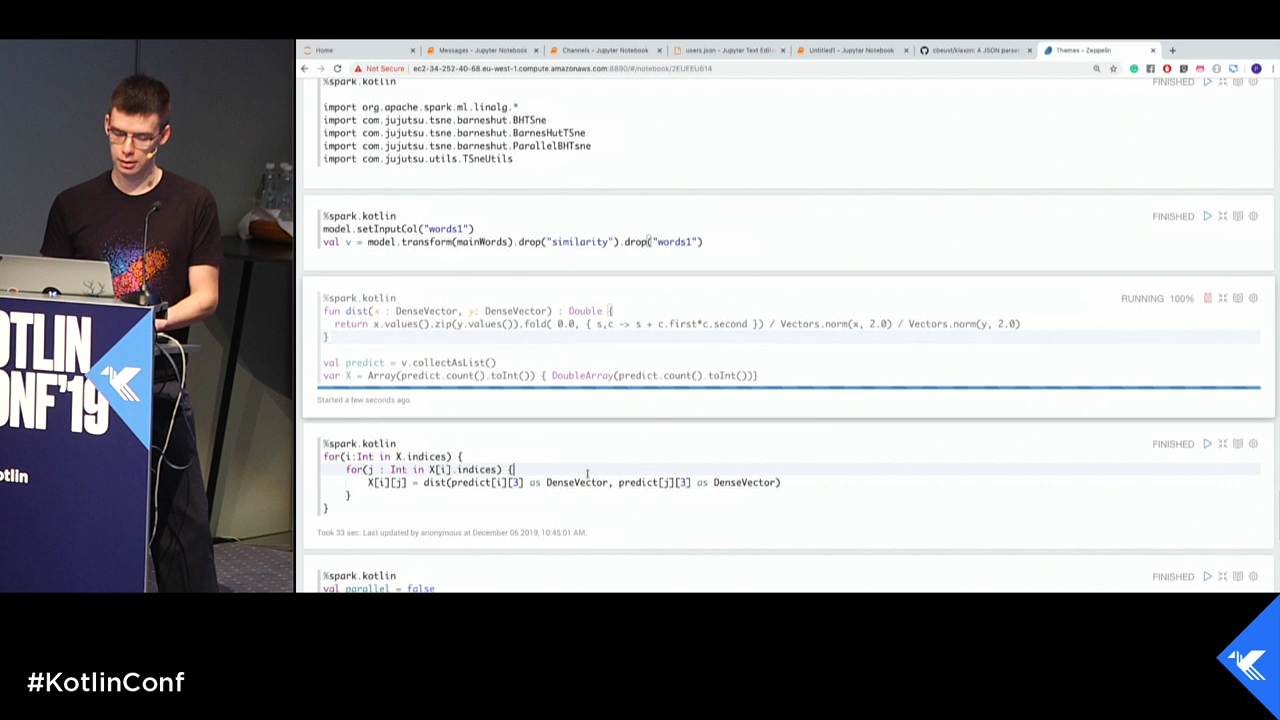 Home
Messages - Jupyter Notebook
Channels - Jupyter Notebook
users.json - Jupyter Text Edit
Untitled1 - Jupyter Notebook
cbeust/klaxon: A JSON parser
Themes - Zeppelin
Not Secure | ec2-34-252-40-68.eu-west-1.compute.amazonaws.com:8890/#/notebook/2EUEEU614
%spark.kotlin
FINISHED
import org.apache.spark.ml.linalg.*
import com.jujutsu.tsne.barneshut.BHTSne
import com.jujutsu.tsne.barneshut.BarnesHutTSne
import com.jujutsu.tsne.barneshut.ParallelBHTsne
import com.jujutsu.utils.TSneUtils
%spark.kotlin
FINISHED
model.setInputCol("words1")
val v = model.transform(mainWords).drop("similarity").drop("words1")
%spark.kotlin
RUNNING 100%
fun dist(x : DenseVector, y: DenseVector) : Double {
return x.values().zip(y.values()).fold( 0.0, { s,c -> s + c.first*c.second }) / Vectors.norm(x, 2.0) / Vectors.norm(y, 2.0)
}
val predict = v.collectAsList()
var X = Array(predict.count().toInt()) { DoubleArray(predict.count().toInt())}
Started a few seconds ago.
%spark.kotlin
FINISHED
for(i:Int in X.indices) {
for(j : Int in X[i].indices) {
X[i][j] = dist(predict[i][3] as DenseVector, predict[j][3] as DenseVector)
}
}
Took 33 sec. Last updated by anonymous at December 06 2019, 10:45:01 AM.
%spark.kotlin
FINISHED
val parallel = false
OTLIN
ONF'19
otlin
#KotlinConf